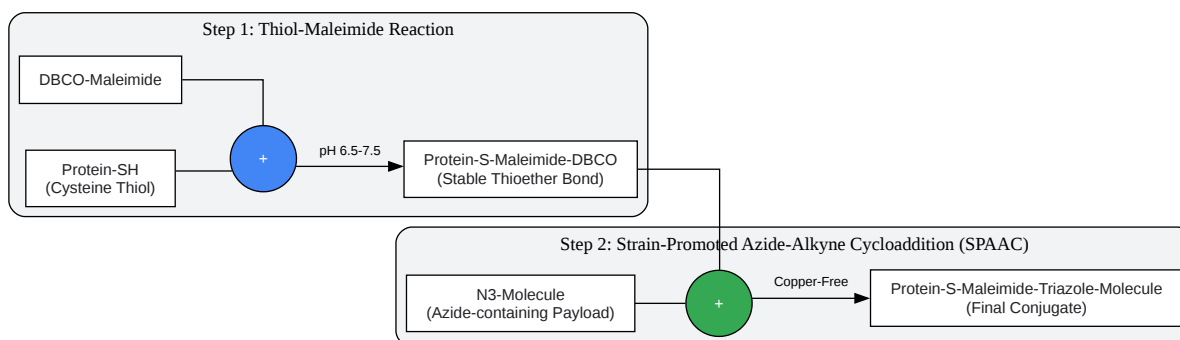 Step 1: Thiol-Maleimide Reaction
DBCO-Maleimide
Protein-SH
(Cysteine Thiol)
+
pH 6.5-7.5
Protein-S-Maleimide-DBCO
(Stable Thioether Bond)
Step 2: Strain-Promoted Azide-Alkyne Cycloaddition (SPAAC)
N3-Molecule
(Azide-containing Payload)
+
Copper-Free
Protein-S-Maleimide-Triazole-Molecule
(Final Conjugate)